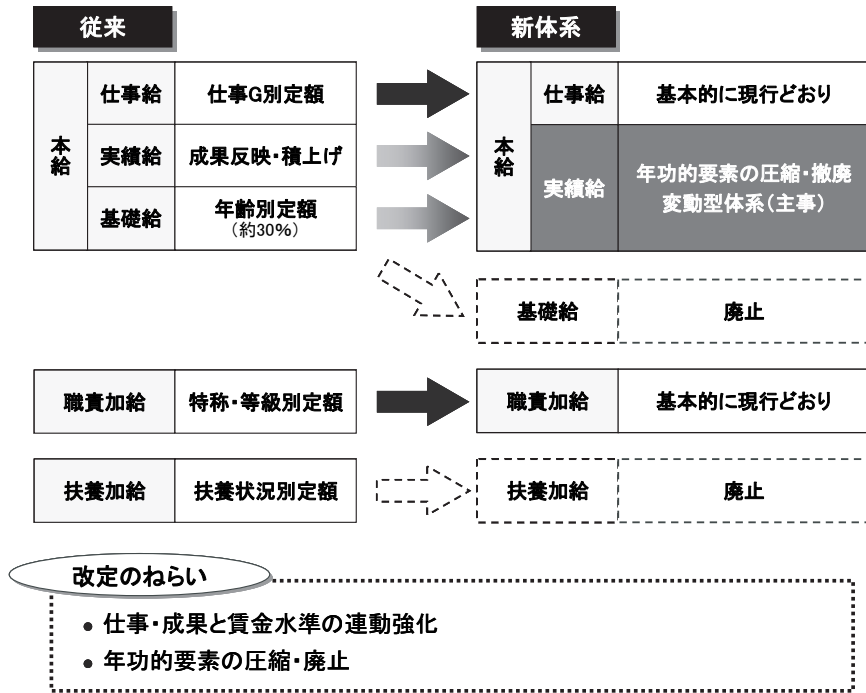 従来
新体系
本給
仕事給
仕事G別定額
実績給
成果反映・積上げ
基礎給
年齢別定額
（約30%）
本給
仕事給
基本的に現行どおり
実績給
年功的要素の圧縮・撤廃
変動型体系（主事）
基礎給
廃止
職責加給
特称・等級別定額
職責加給
基本的に現行どおり
扶養加給
扶養状況別定額
扶養加給
廃止
改定のねらい
● 仕事・成果と賃金水準の連動強化
● 年功的要素の圧縮・廃止